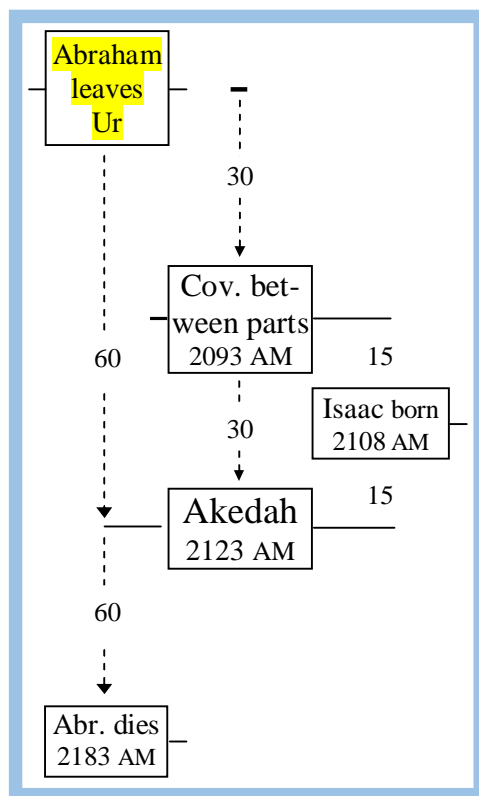 Abraham
leaves
Ur
30
Cov. bet-
ween parts
2093 AM
60
15
Isaac born
2108 AM
30
15
Akedah
2123 AM
60
Abr. dies
2183 AM